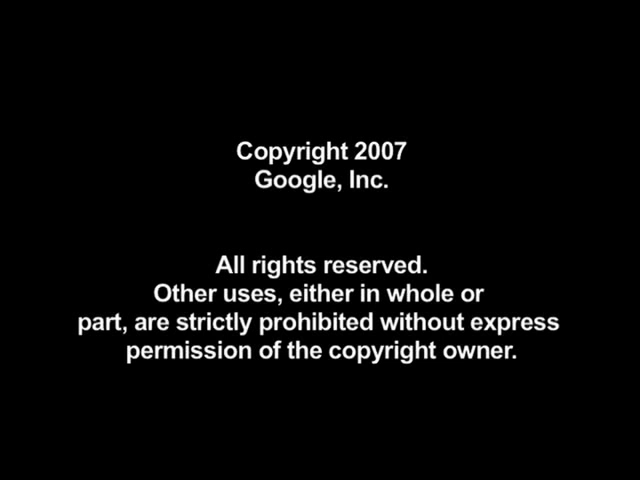 Copyright 2007
Google, Inc.
All rights reserved.
Other uses, either in whole or
part, are strictly prohibited without express
permission of the copyright owner.